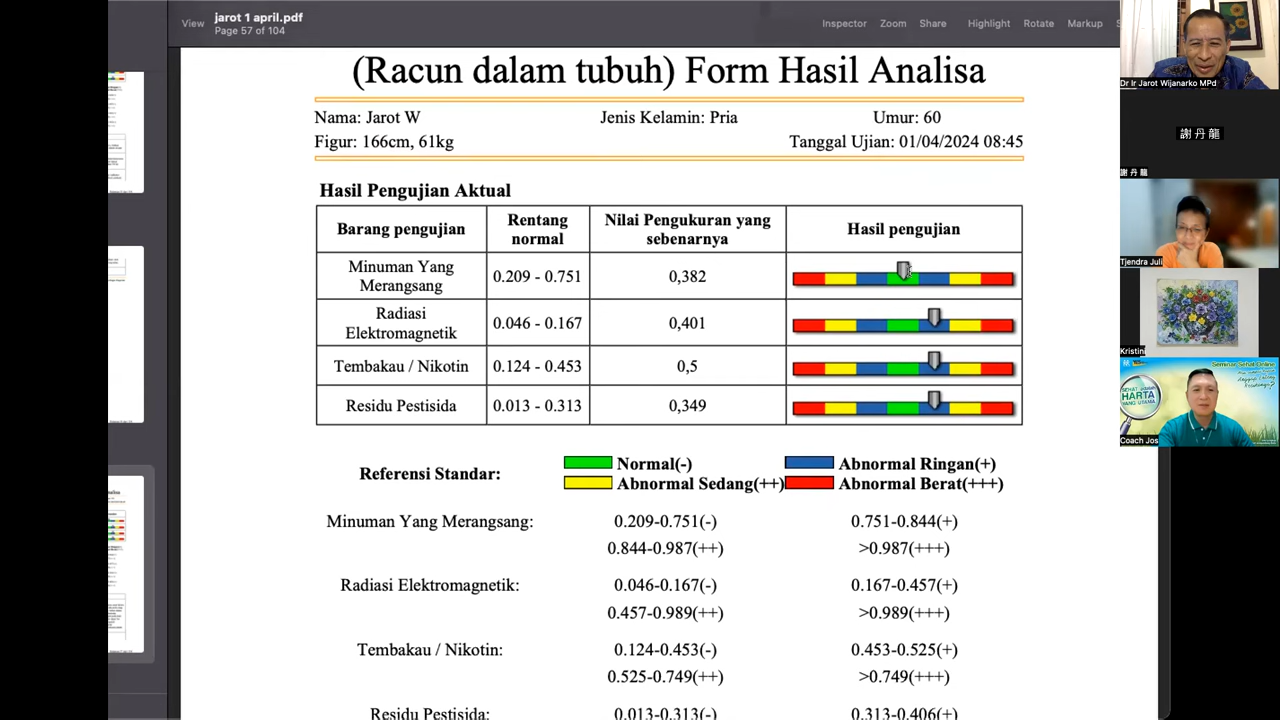 View
jarot 1 april.pdf
Page 57 of 104
Inspector Zoom Share Highlight Rotate Markup
(Racun dalam tubuh) Form Hasil Analisa
Nama: Jarot W Jenis Kelamin: Pria Umur: 60
Figur: 166cm, 61kg Tanggal Ujian: 01/04/2024 08:45
Hasil Pengujian Aktual
Barang pengujian Rentang normal Nilai Pengukuran yang sebenarnya Hasil pengujian
Minuman Yang Merangsang 0.209 - 0.751 0,382
Radiasi Elektromagnetik 0.046 - 0.167 0,401
Tembakau / Nikotin 0.124 - 0.453 0,5
Residu Pestisida 0.013 - 0.313 0,349
Referensi Standar:
Normal(-) Abnormal Ringan(+)
Abnormal Sedang(++) Abnormal Berat(+++)
Minuman Yang Merangsang: 0.209-0.751(-) 0.751-0.844(+)
0.844-0.987(++) >0.987(+++)
Radiasi Elektromagnetik: 0.046-0.167(-) 0.167-0.457(+)
0.457-0.989(++) >0.989(+++)
Tembakau / Nikotin: 0.124-0.453(-) 0.453-0.525(+)
0.525-0.749(++) >0.749(+++)
Residu Pestisida: 0.013-0.313(-) 0.313-0.406(+)
Dr Ir Jarot Wijanarko MPd
謝 丹 龍
謝 丹 龍
Tjendra Juli
Kristini
Seminar Sehat Online
SEHAT adalah
HARTA
YANG UTAMA
Coach Jos